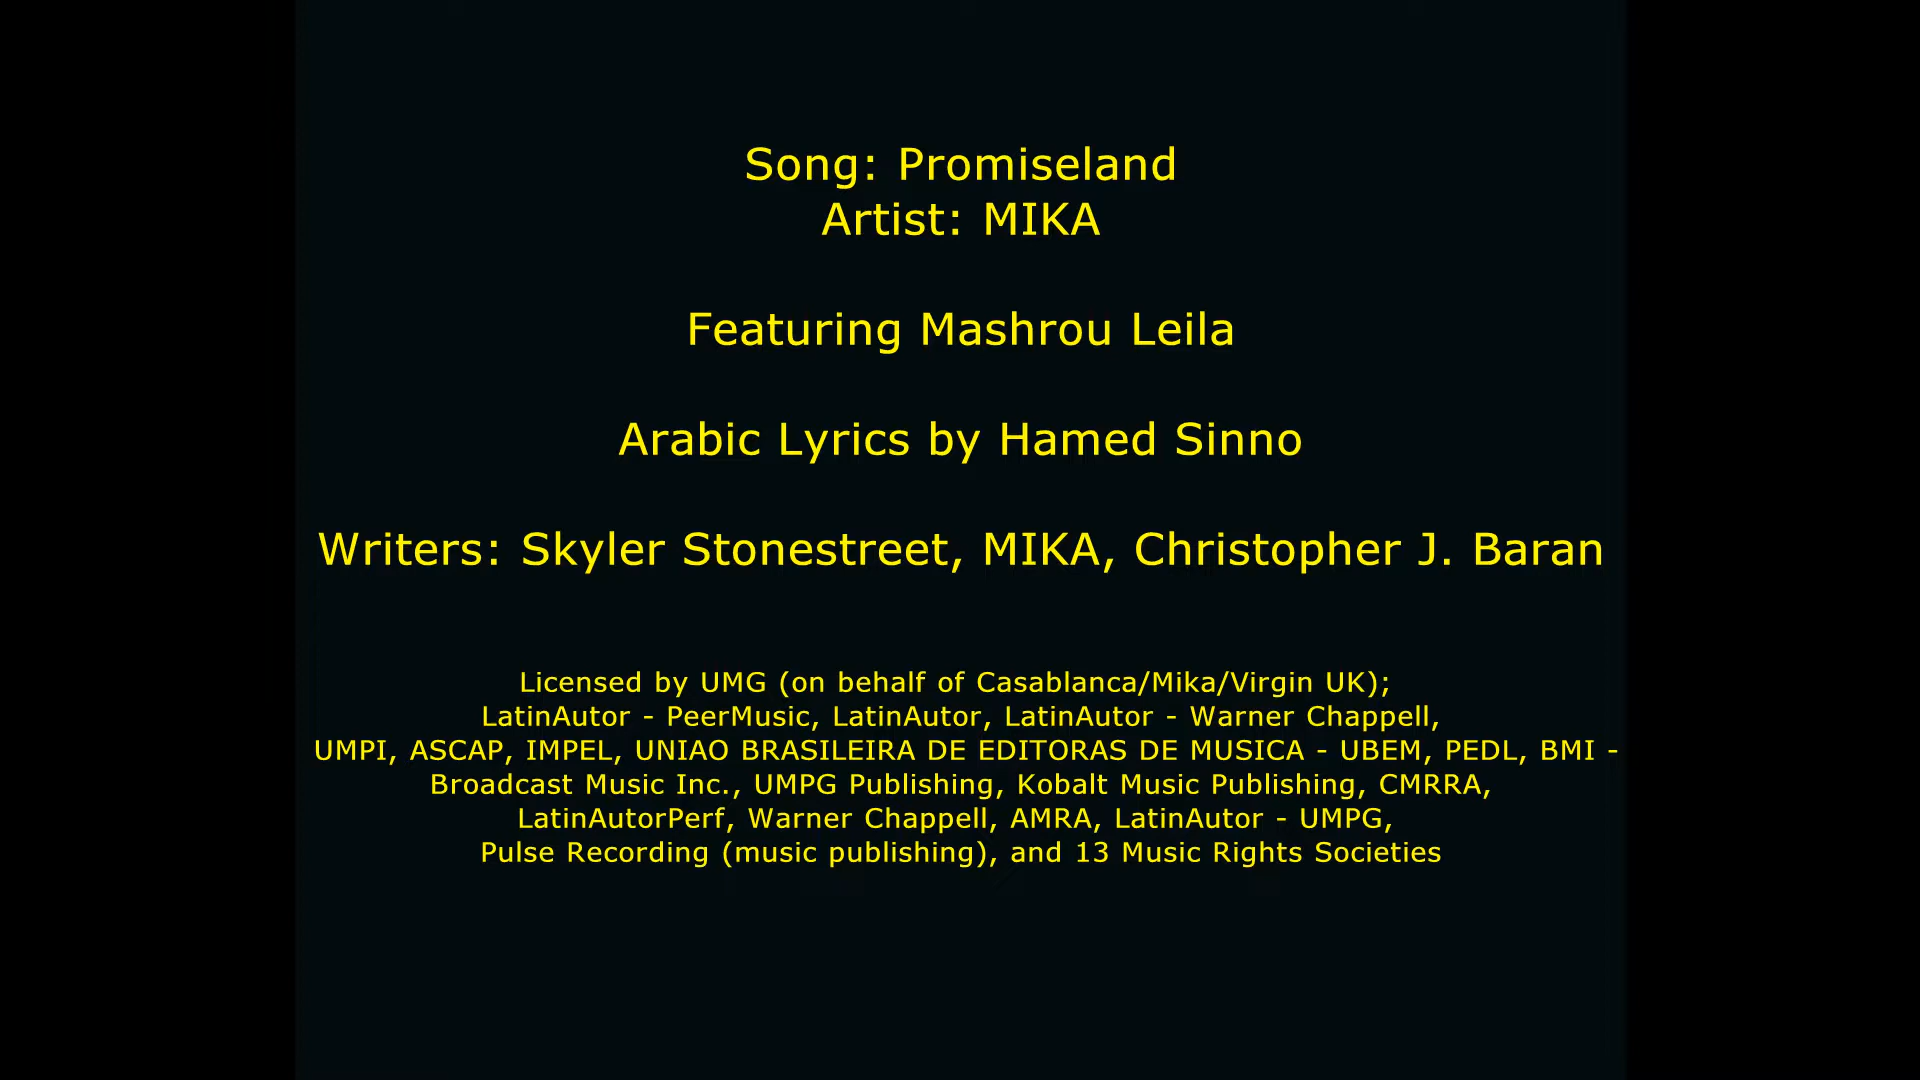 Song: Promiseland
Artist: MIKA
Featuring Mashrou Leila
Arabic Lyrics by Hamed Sinno
Writers: Skyler Stonestreet, MIKA, Christopher J. Baran
Licensed by UMG (on behalf of Casablanca/Mika/Virgin UK);
LatinAutor - PeerMusic, LatinAutor, LatinAutor - Warner Chappell,
UMPI, ASCAP, IMPEL, UNIAO BRASILEIRA DE EDITORAS DE MUSICA - UBEM, PEDL, BMI -
Broadcast Music Inc., UMPG Publishing, Kobalt Music Publishing, CMRRA,
LatinAutorPerf, Warner Chappell, AMRA, LatinAutor - UMPG,
Pulse Recording (music publishing), and 13 Music Rights Societies